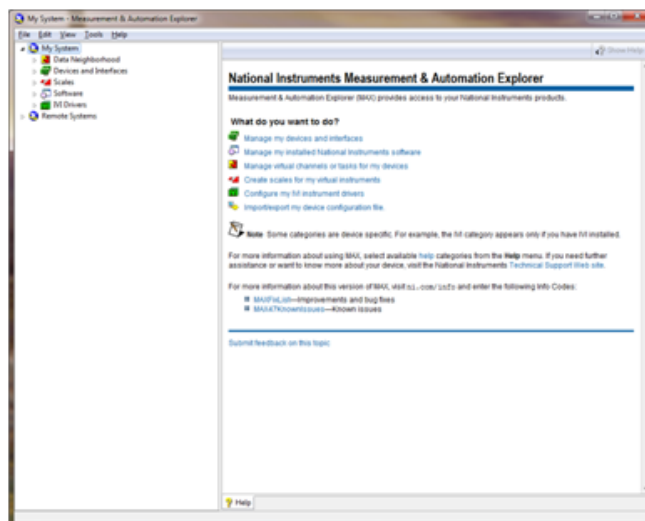 My System - Measurement & Automation Explorer
File Edit View Tools Help
My System
Data Neighborhood
Devices and Interfaces
Scales
Software
IVI Drivers
Remote Systems
Show Help
National Instruments Measurement & Automation Explorer
Measurement & Automation Explorer (MAX) provides access to your National Instruments products.
What do you want to do?
Manage my devices and interfaces
Manage my installed National Instruments software
Manage virtual channels or tasks for my devices
Create scales for my virtual instruments
Configure my IVI instrument drivers
Import/export my device configuration file.
Note Some categories are device specific. For example, the IVI category appears only if you have IVI installed.
For more information about using MAX, select available help categories from the Help menu. If you need further
assistance or want to know more about your device, visit the National Instruments Technical Support Web site.
For more information about this version of MAX, visit ni.com/info and enter the following Info Codes:
MAXFixList—Improvements and bug fixes
MAX47KnownIssues—Known issues
Submit feedback on this topic
Help